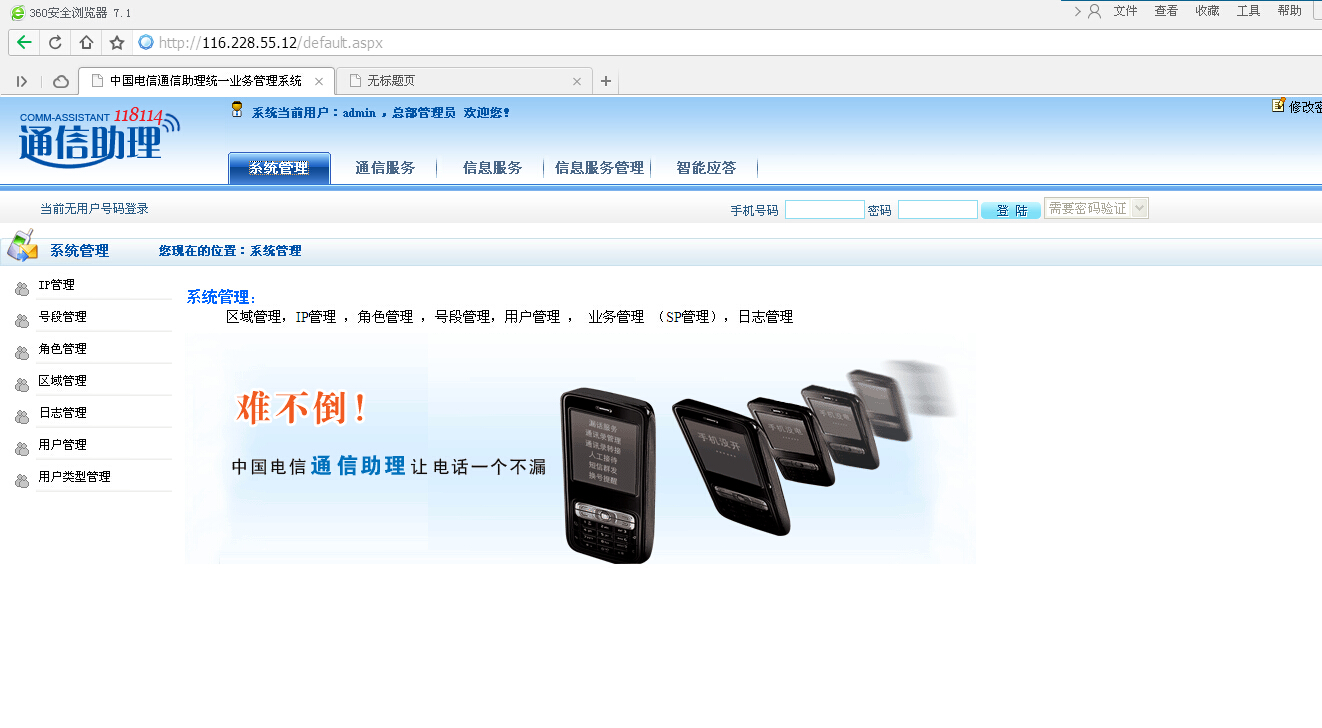 360安全浏览器 7.1
文件 查看 收藏 工具 帮助
http://116.228.55.12/default.aspx
中国电信通信助理统一业务管理系统
无标题页
COMM-ASSISTANT 118114
通信助理
系统当前用户：admin ，总部管理员 欢迎您！
修改密
系统管理 通信服务 信息服务 信息服务管理 智能应答
当前无用户号码登录
手机号码 密码 登 陆 需要密码验证
系统管理
您现在的位置：系统管理
IP管理
号段管理
角色管理
区域管理
日志管理
用户管理
用户类型管理
系统管理：
区域管理，IP管理 ，角色管理 ，号段管理，用户管理 ， 业务管理 （SP管理），日志管理
难不倒！
中国电信通信助理让电话一个不漏
漏话服务
通讯录管理
通讯录转接
人工接待
短信群发
换号提醒
手机没开
······
手机没电
手机没电